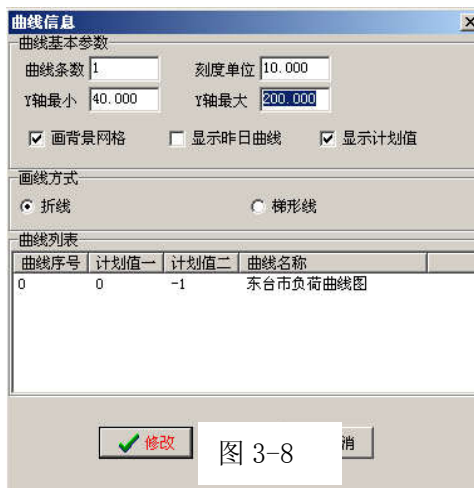 曲线信息
曲线基本参数
曲线条数 1 刻度单位 10.000
Y轴最小 40.000 Y轴最大 200.000
画背景网格 显示昨日曲线 显示计划值
画线方式
折线 梯形线
曲线列表
曲线序号 计划值一 计划值二 曲线名称
0 0 -1 东台市负荷曲线图
修改 图 3-8 消